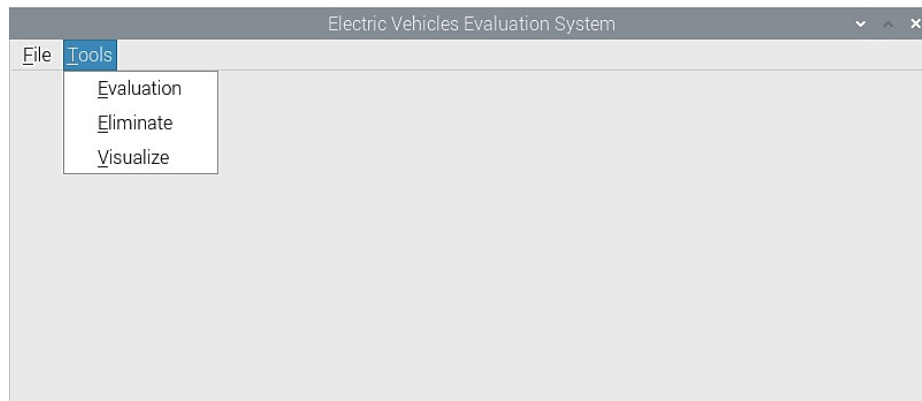 Electric Vehicles Evaluation System
File Tools
Evaluation
Eliminate
Visualize